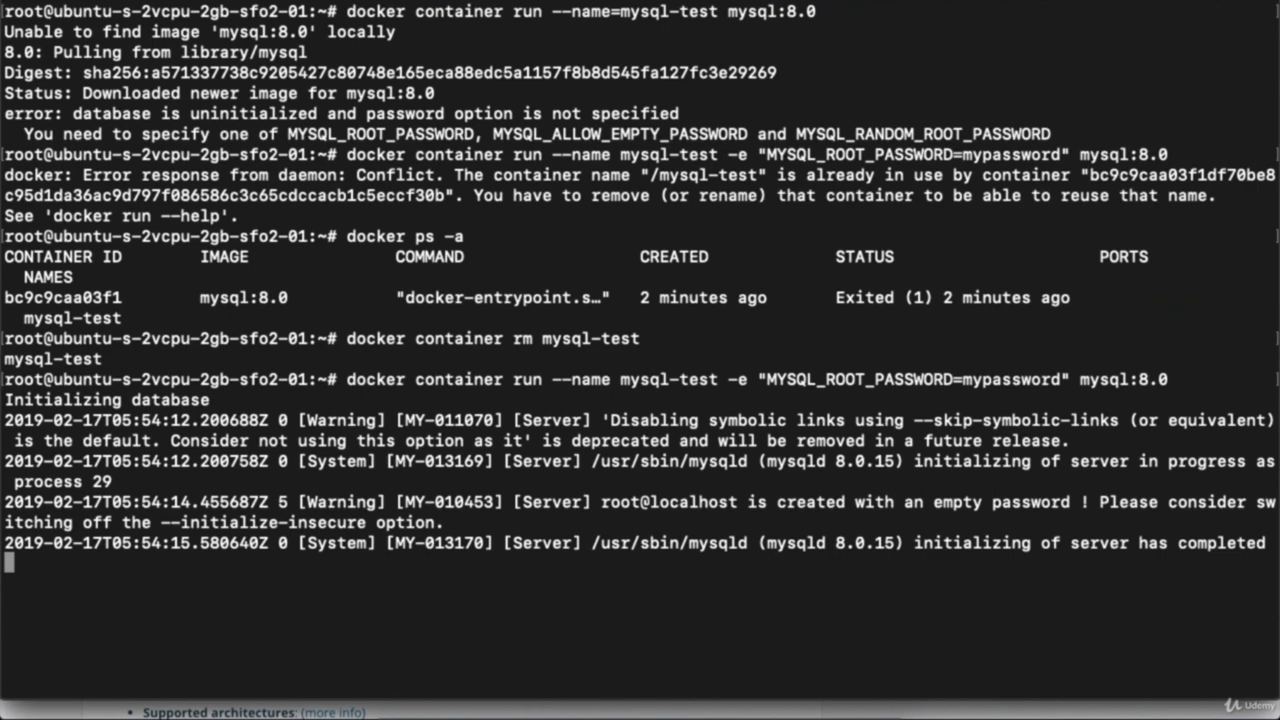 root@ubuntu-s-2vcpu-2gb-sfo2-01:~# docker container run --name=mysql-test mysql:8.0
Unable to find image 'mysql:8.0' locally
8.0: Pulling from library/mysql
Digest: sha256:a571337738c9205427c80748e165eca88edc5a1157f8b8d545fa127fc3e29269
Status: Downloaded newer image for mysql:8.0
error: database is uninitialized and password option is not specified
  You need to specify one of MYSQL_ROOT_PASSWORD, MYSQL_ALLOW_EMPTY_PASSWORD and MYSQL_RANDOM_ROOT_PASSWORD
root@ubuntu-s-2vcpu-2gb-sfo2-01:~# docker container run --name mysql-test -e "MYSQL_ROOT_PASSWORD=mypassword" mysql:8.0
docker: Error response from daemon: Conflict. The container name "/mysql-test" is already in use by container "bc9c9caa03f1df70be8
c95d1da36ac9d797f086586c3c65cdccacb1c5eccf30b". You have to remove (or rename) that container to be able to reuse that name.
See 'docker run --help'.
root@ubuntu-s-2vcpu-2gb-sfo2-01:~# docker ps -a
CONTAINER ID        IMAGE               COMMAND                  CREATED             STATUS                     PORTS
  NAMES
bc9c9caa03f1        mysql:8.0           "docker-entrypoint.s…"   2 minutes ago       Exited (1) 2 minutes ago
  mysql-test
root@ubuntu-s-2vcpu-2gb-sfo2-01:~# docker container rm mysql-test
mysql-test
root@ubuntu-s-2vcpu-2gb-sfo2-01:~# docker container run --name mysql-test -e "MYSQL_ROOT_PASSWORD=mypassword" mysql:8.0
Initializing database
2019-02-17T05:54:12.200688Z 0 [Warning] [MY-011070] [Server] 'Disabling symbolic links using --skip-symbolic-links (or equivalent)
 is the default. Consider not using this option as it' is deprecated and will be removed in a future release.
2019-02-17T05:54:12.200758Z 0 [System] [MY-013169] [Server] /usr/sbin/mysqld (mysqld 8.0.15) initializing of server in progress as
 process 29
2019-02-17T05:54:14.455687Z 5 [Warning] [MY-010453] [Server] root@localhost is created with an empty password ! Please consider sw
itching off the --initialize-insecure option.
2019-02-17T05:54:15.580640Z 0 [System] [MY-013170] [Server] /usr/sbin/mysqld (mysqld 8.0.15) initializing of server has completed
• Supported architectures: (more info)
Udemy